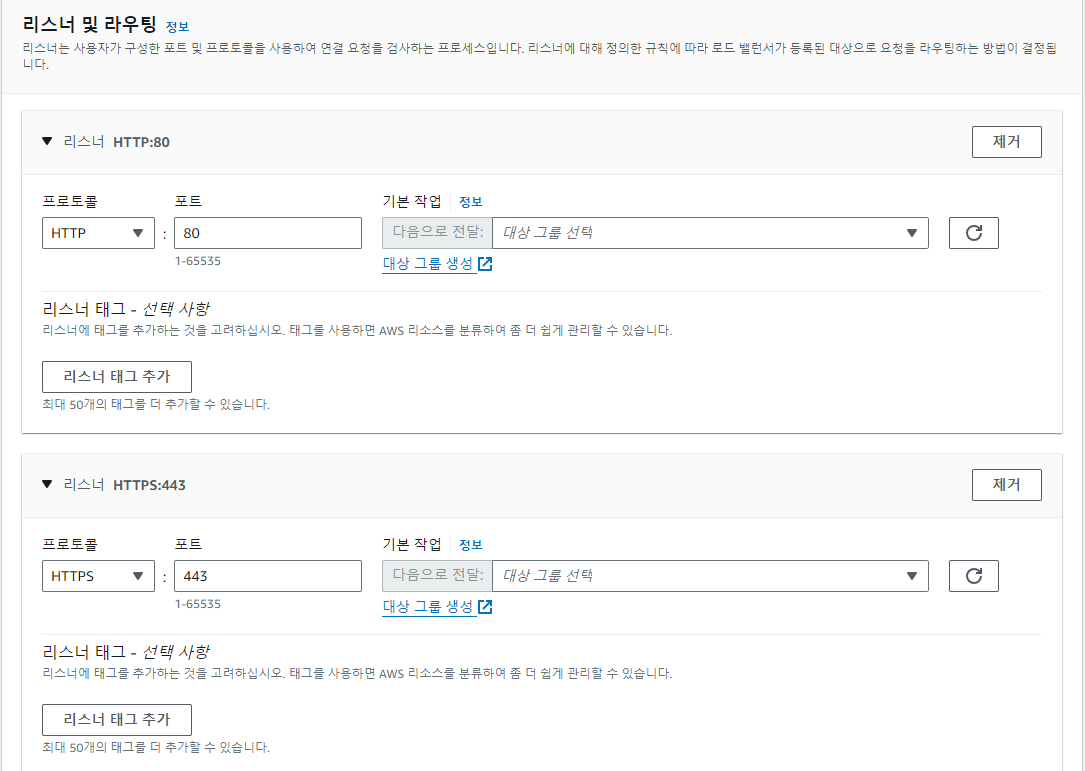 리스너 및 라우팅 정보
리스너는 사용자가 구성한 포트 및 프로토콜을 사용하여 연결 요청을 검사하는 프로세스입니다. 리스너에 대해 정의한 규칙에 따라 로드 밸런서가 등록된 대상으로 요청을 라우팅하는 방법이 결정됩
니다.
리스너 HTTP:80 제거
프로토콜 포트 기본 작업 정보
HTTP : 80 다음으로 전달: 대상 그룹 선택
1-65535 대상 그룹 생성
리스너 태그 - 선택 사항
리스너에 태그를 추가하는 것을 고려하십시오. 태그를 사용하면 AWS 리소스를 분류하여 좀 더 쉽게 관리할 수 있습니다.
리스너 태그 추가
최대 50개의 태그를 더 추가할 수 있습니다.
리스너 HTTPS:443 제거
프로토콜 포트 기본 작업 정보
HTTPS : 443 다음으로 전달: 대상 그룹 선택
1-65535 대상 그룹 생성
리스너 태그 - 선택 사항
리스너에 태그를 추가하는 것을 고려하십시오. 태그를 사용하면 AWS 리소스를 분류하여 좀 더 쉽게 관리할 수 있습니다.
리스너 태그 추가
최대 50개의 태그를 더 추가할 수 있습니다.